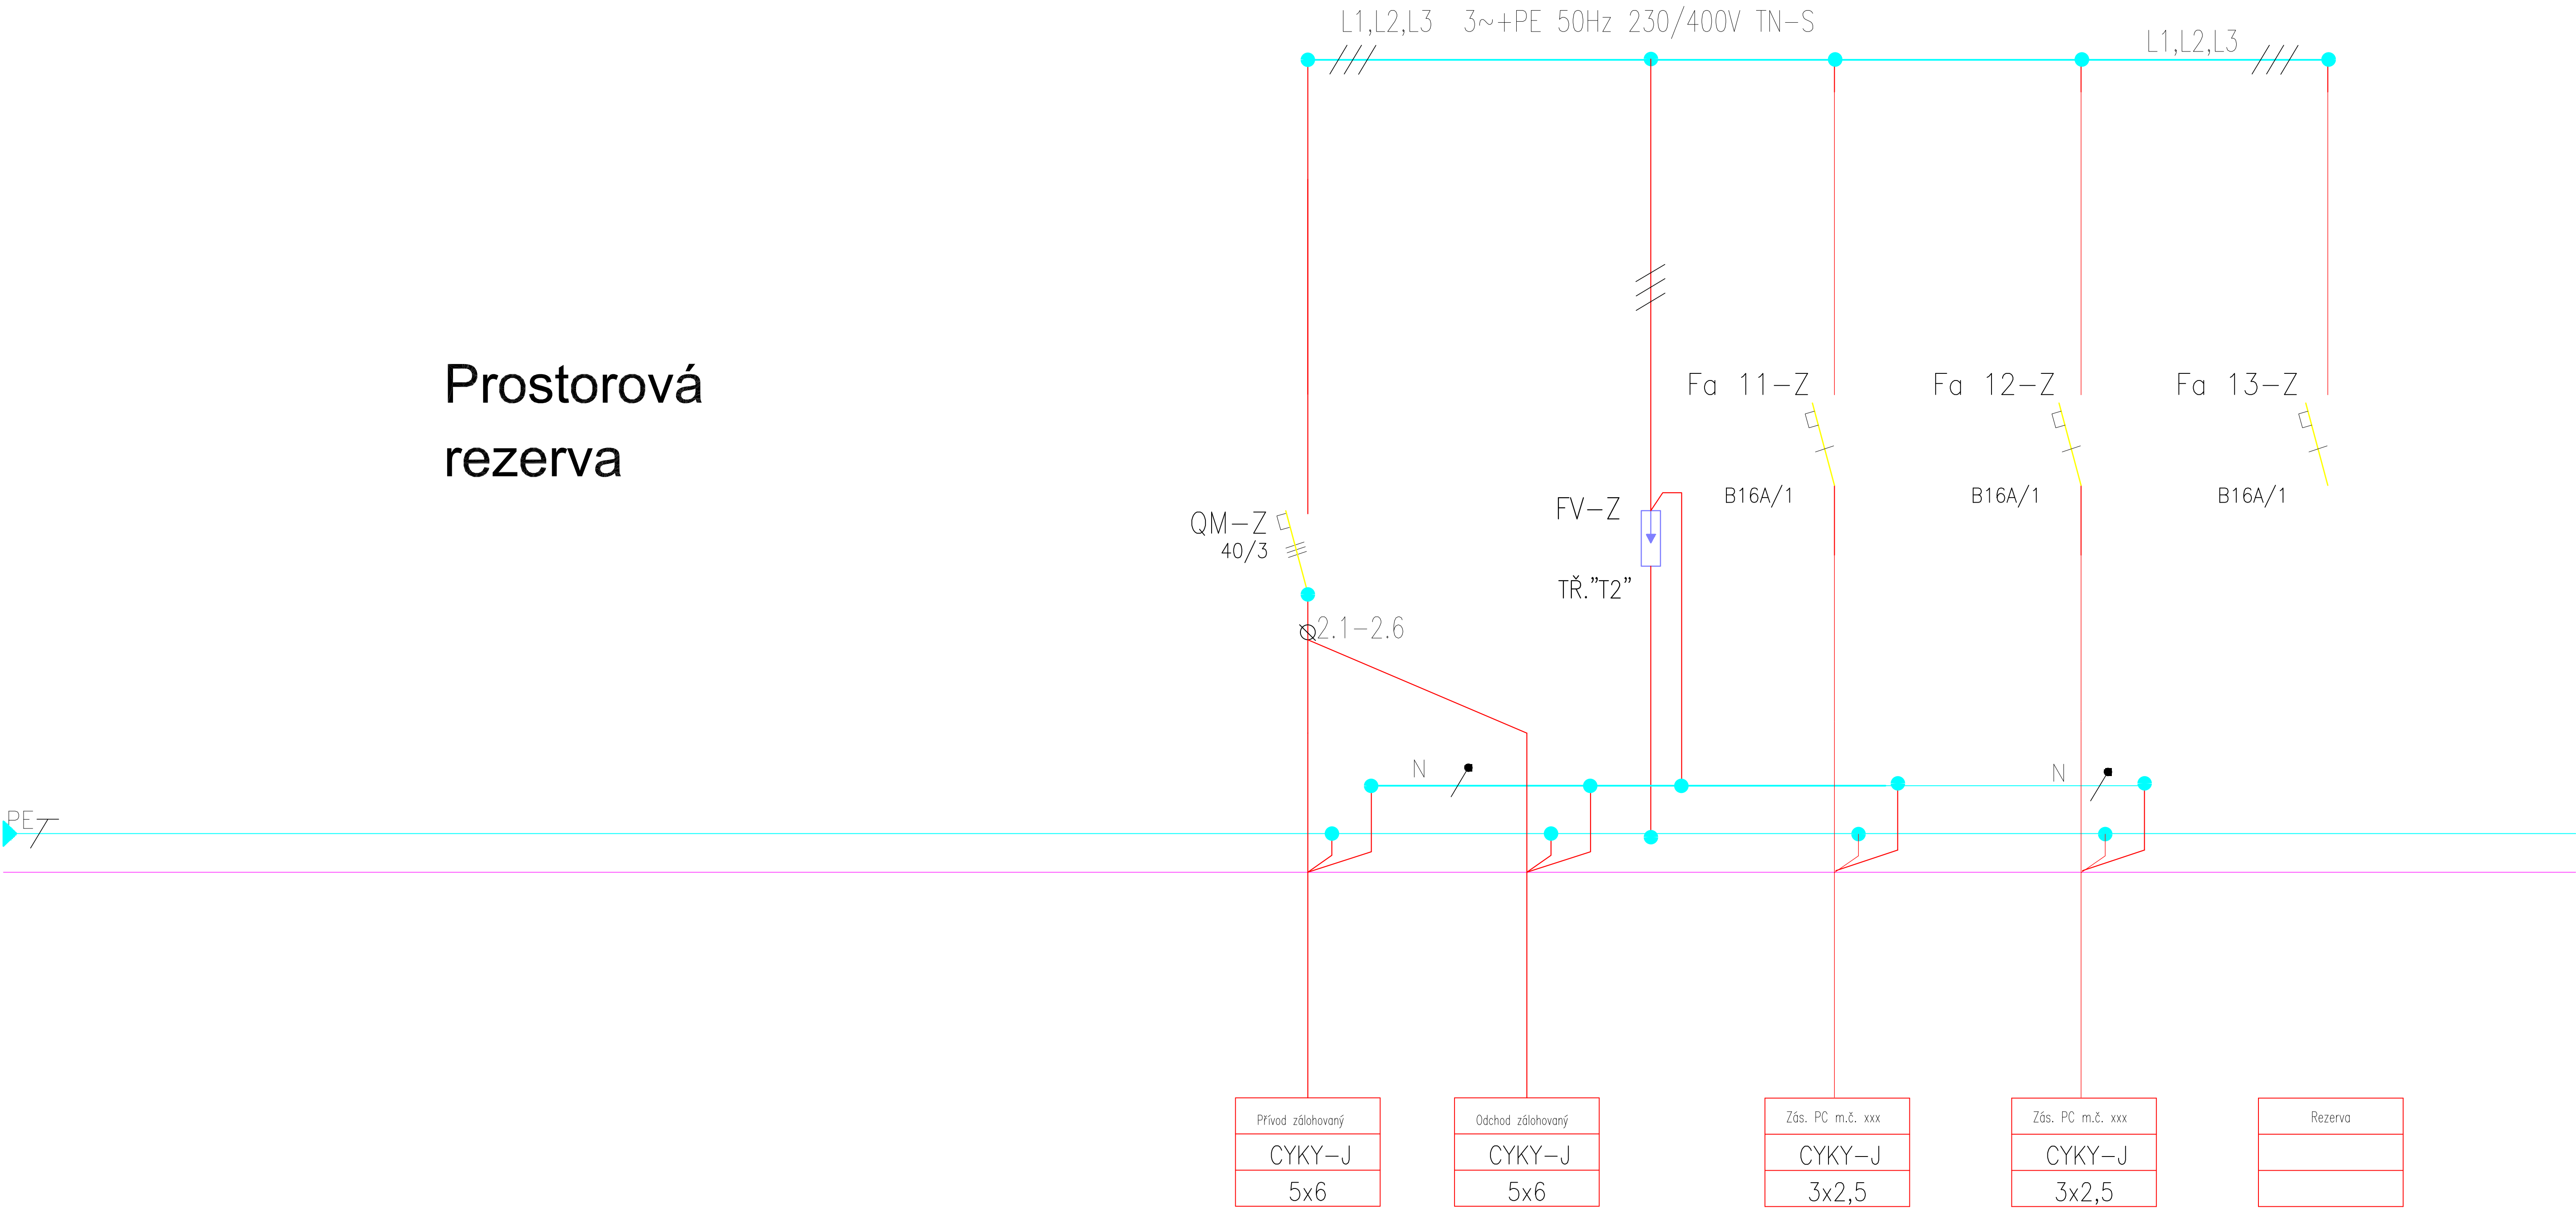 L1,L2,L3 3~+PE 50Hz 230/400V TN-S
L1,L2,L3
Prostorová
rezerva
Fa 11-Z
Fa 12-Z
Fa 13-Z
B16A/1
B16A/1
B16A/1
QM-Z
40/3
FV-Z
TŘ."T2"
2.1-2.6
N
N
PE
Přívod zálohovaný
CYKY-J
5x6
Odchod zálohovaný
CYKY-J
5x6
Zás. PC m.č. xxx
CYKY-J
3x2,5
Zás. PC m.č. xxx
CYKY-J
3x2,5
Rezerva